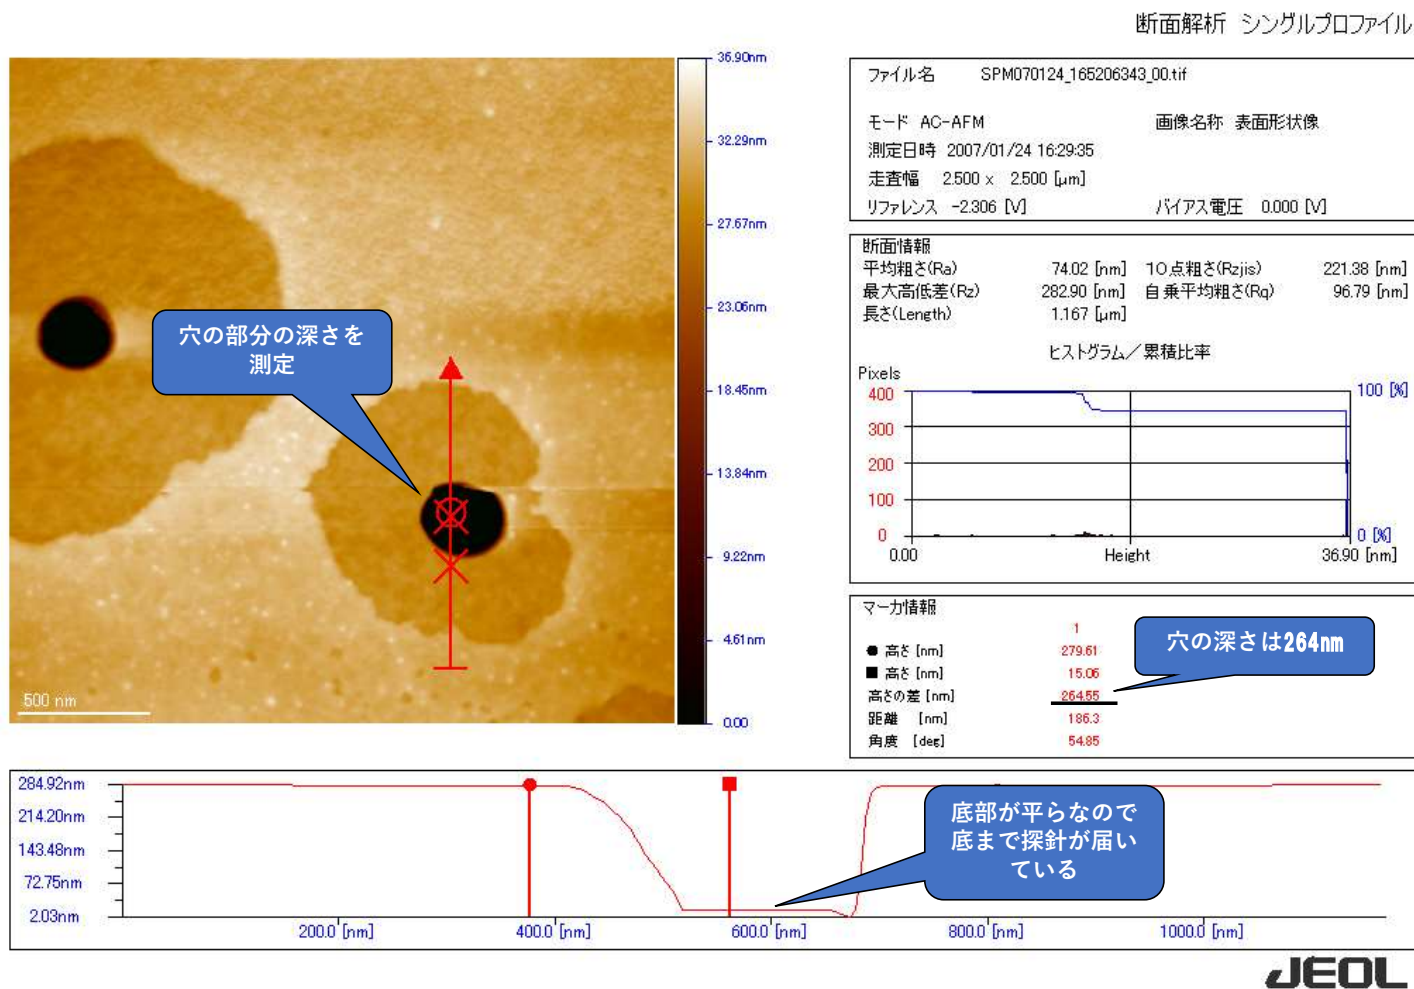 断面解析 シングルプロファイル
36.90nm
32.29nm
27.67nm
23.06nm
18.45nm
13.84nm
9.22nm
4.61nm
0.00
穴の部分の深さを
測定
500 nm
ファイル名 SPM070124_165206343_00.tif
モード AC-AFM 画像名称 表面形状像
測定日時 2007/01/24 16:29:35
走査幅 2.500 x 2.500 [μm]
リファレンス -2.306 [V] バイアス電圧 0.000 [V]
断面情報
平均粗さ(Ra) 74.02 [nm] 10点粗さ(Rzjis) 221.38 [nm]
最大高低差(Rz) 282.90 [nm] 自乗平均粗さ(Rq) 96.79 [nm]
長さ(Length) 1.167 [μm]
ヒストグラム/累積比率
Pixels
400 100 [%]
300
200
100
0 0 [%]
0.00 Height 36.90 [nm]
マーカ情報
1
● 高さ [nm] 279.61
■ 高さ [nm] 15.06
高さの差 [nm] 264.55
距離 [nm] 186.3
角度 [deg] 54.85
穴の深さは264nm
284.92nm
214.20nm
143.48nm
72.75nm
2.03nm
200.0 [nm] 400.0 [nm] 600.0 [nm] 800.0 [nm] 1000.0 [nm]
底部が平らなので
底まで探針が届い
ている
JEOL